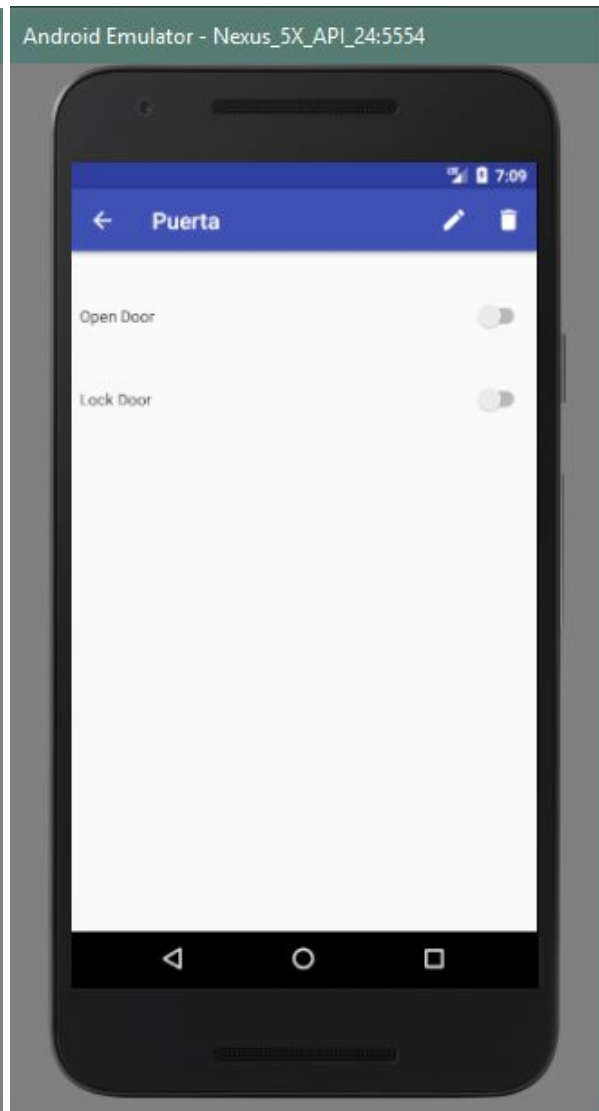 Android Emulator - Nexus_5X_API_24:5554
7:09
Puerta
Open Door
Lock Door